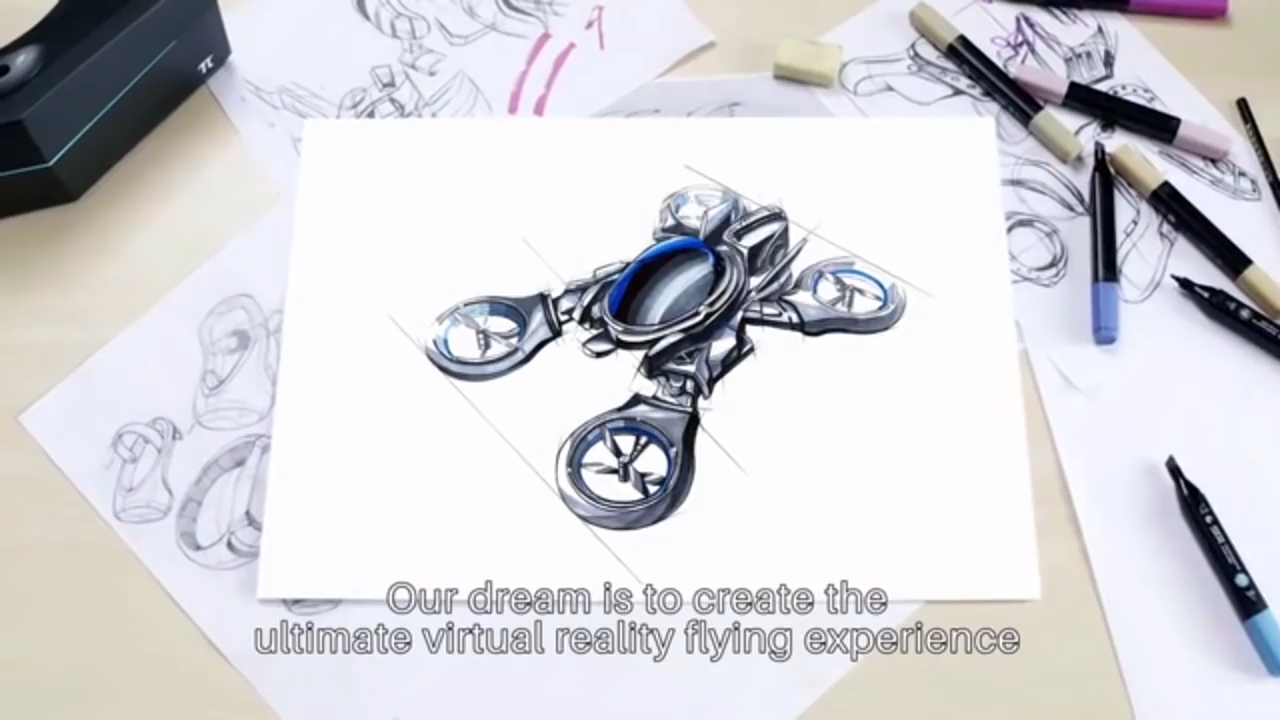 π
Our dream is to create the
ultimate virtual reality flying experience